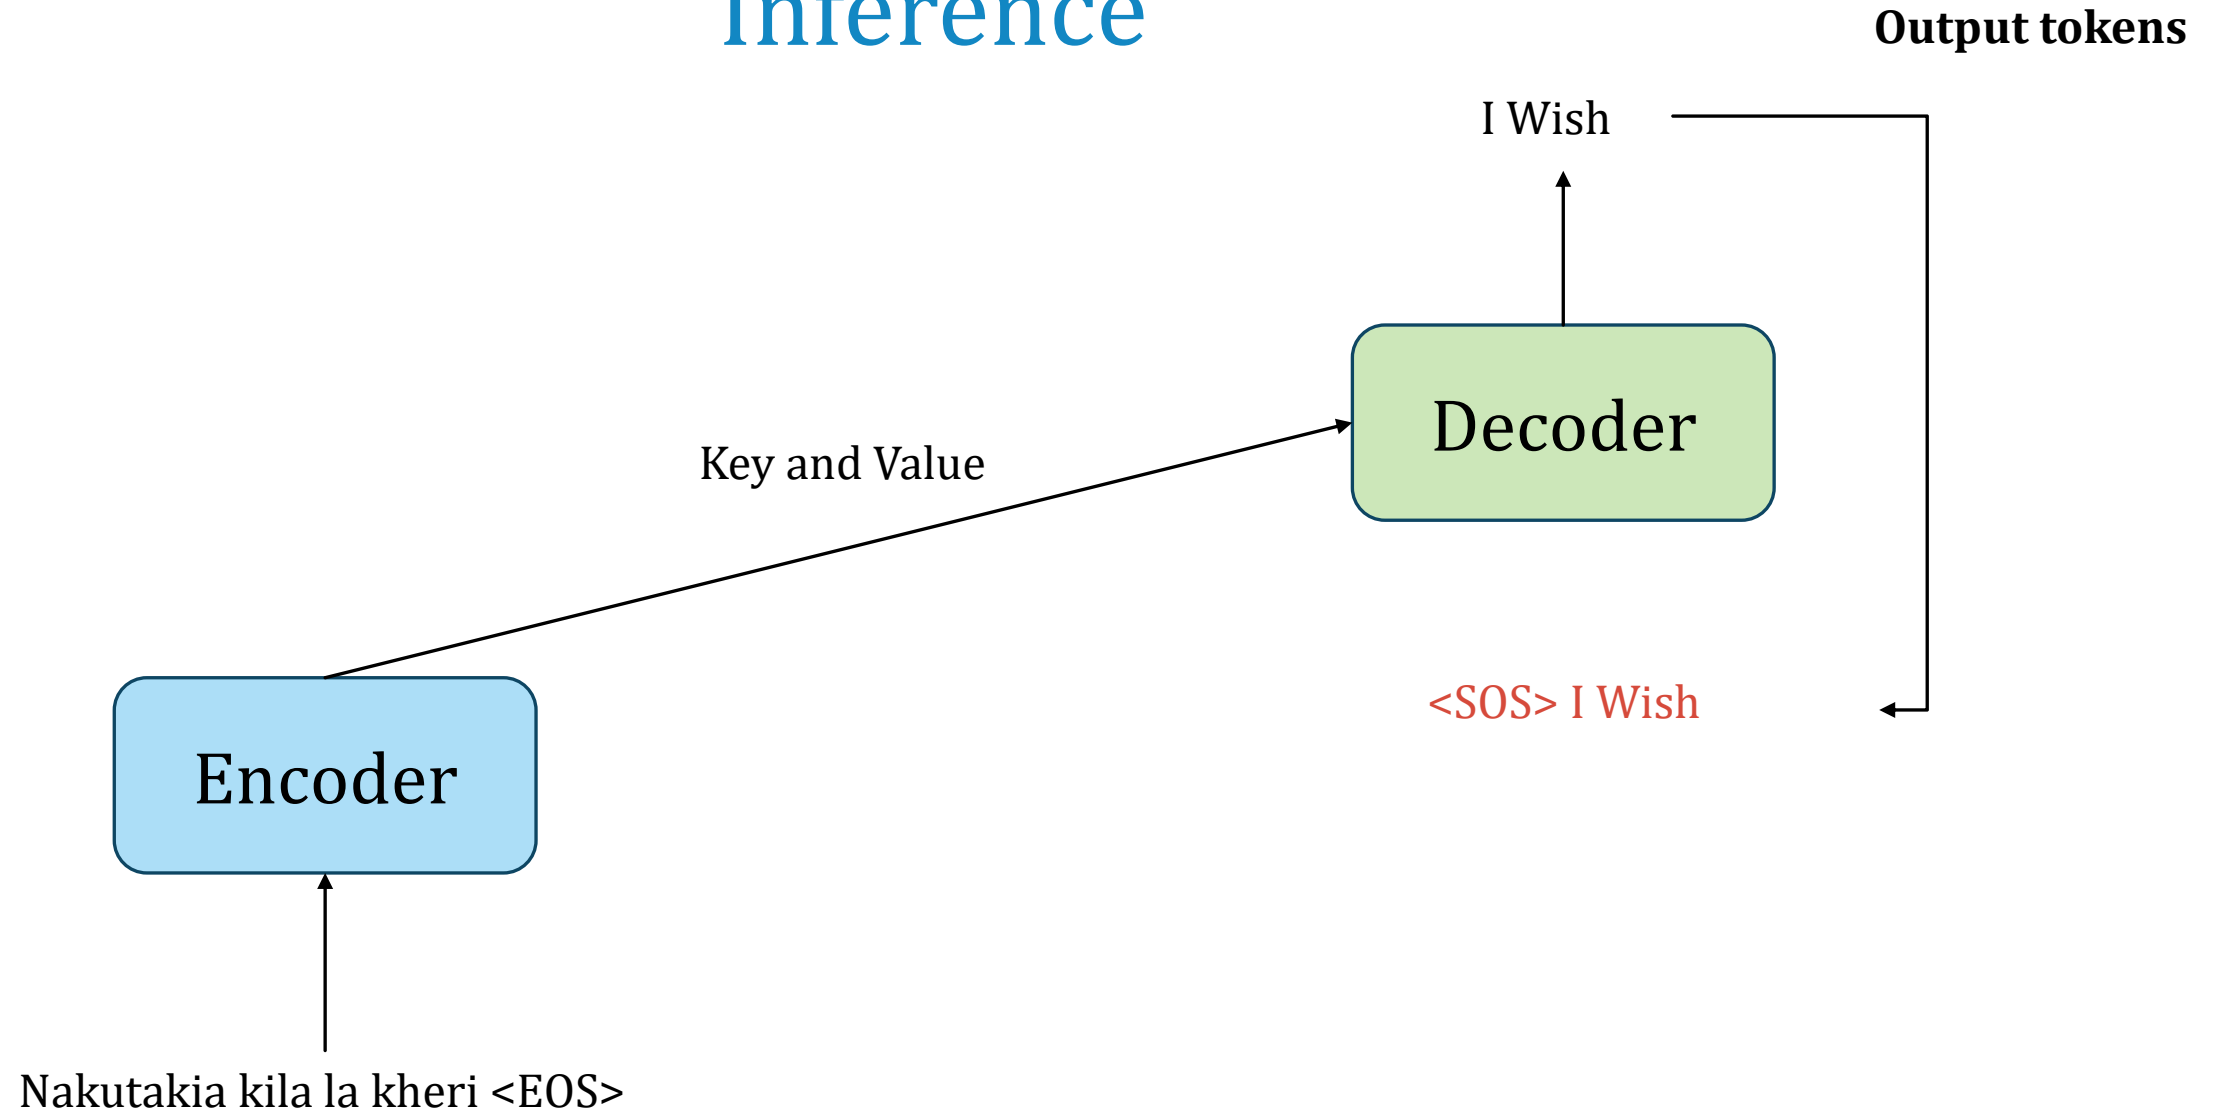 Inference
Output tokens
I Wish
Decoder
Key and Value
<SOS> I Wish
Encoder
Nakutakia kila la kheri <EOS>